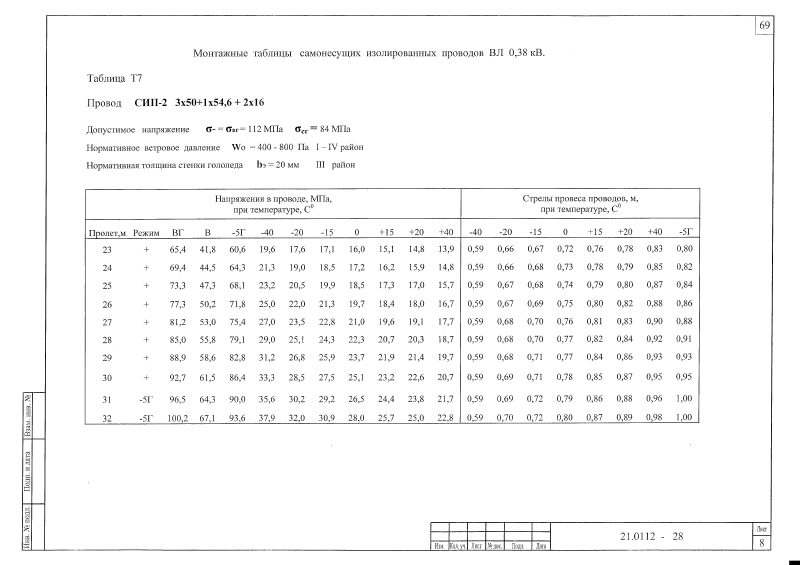 69
Монтажные таблицы самонесущих изолированных проводов ВЛ 0,38 кВ.
Таблица Т7
Провод СИП-2 3х50+1х54,6 + 2х16
Допустимое напряжение σ- = σвг = 112 МПа σсг = 84 МПа
Нормативное ветровое давление Wo = 400 - 800 Па I – IV район
Нормативная толщина стенки гололеда bэ = 20 мм III район
Напряжения в проводе, МПа, Стрелы провеса проводов, м,
при температуре, С⁰ при температуре, С⁰
Пролет,м Режим ВГ В -5Г -40 -20 -15 0 +15 +20 +40 -40 -20 -15 0 +15 +20 +40 -5Г
23 + 65,4 41,8 60,6 19,6 17,6 17,1 16,0 15,1 14,8 13,9 0,59 0,66 0,67 0,72 0,76 0,78 0,83 0,80
24 + 69,4 44,5 64,3 21,3 19,0 18,5 17,2 16,2 15,9 14,8 0,59 0,66 0,68 0,73 0,78 0,79 0,85 0,82
25 + 73,3 47,3 68,1 23,2 20,5 19,9 18,5 17,3 17,0 15,7 0,59 0,67 0,68 0,74 0,79 0,80 0,87 0,84
26 + 77,3 50,2 71,8 25,0 22,0 21,3 19,7 18,4 18,0 16,7 0,59 0,67 0,69 0,75 0,80 0,82 0,88 0,86
27 + 81,2 53,0 75,4 27,0 23,5 22,8 21,0 19,6 19,1 17,7 0,59 0,68 0,70 0,76 0,81 0,83 0,90 0,88
28 + 85,0 55,8 79,1 29,0 25,1 24,3 22,3 20,7 20,3 18,7 0,59 0,68 0,70 0,77 0,82 0,84 0,92 0,91
29 + 88,9 58,6 82,8 31,2 26,8 25,9 23,7 21,9 21,4 19,7 0,59 0,68 0,71 0,77 0,84 0,86 0,93 0,93
30 + 92,7 61,5 86,4 33,3 28,5 27,5 25,1 23,2 22,6 20,7 0,59 0,69 0,71 0,78 0,85 0,87 0,95 0,95
31 -5Г 96,5 64,3 90,0 35,6 30,2 29,2 26,5 24,4 23,8 21,7 0,59 0,69 0,72 0,79 0,86 0,88 0,96 1,00
32 -5Г 100,2 67,1 93,6 37,9 32,0 30,9 28,0 25,7 25,0 22,8 0,59 0,70 0,72 0,80 0,87 0,89 0,98 1,00
Взам. инв. №
Подп. и дата
Инв. № подл.
Изм. Кол.уч. Лист № док. Подп. Дата
21.0112 - 28
Лист
8